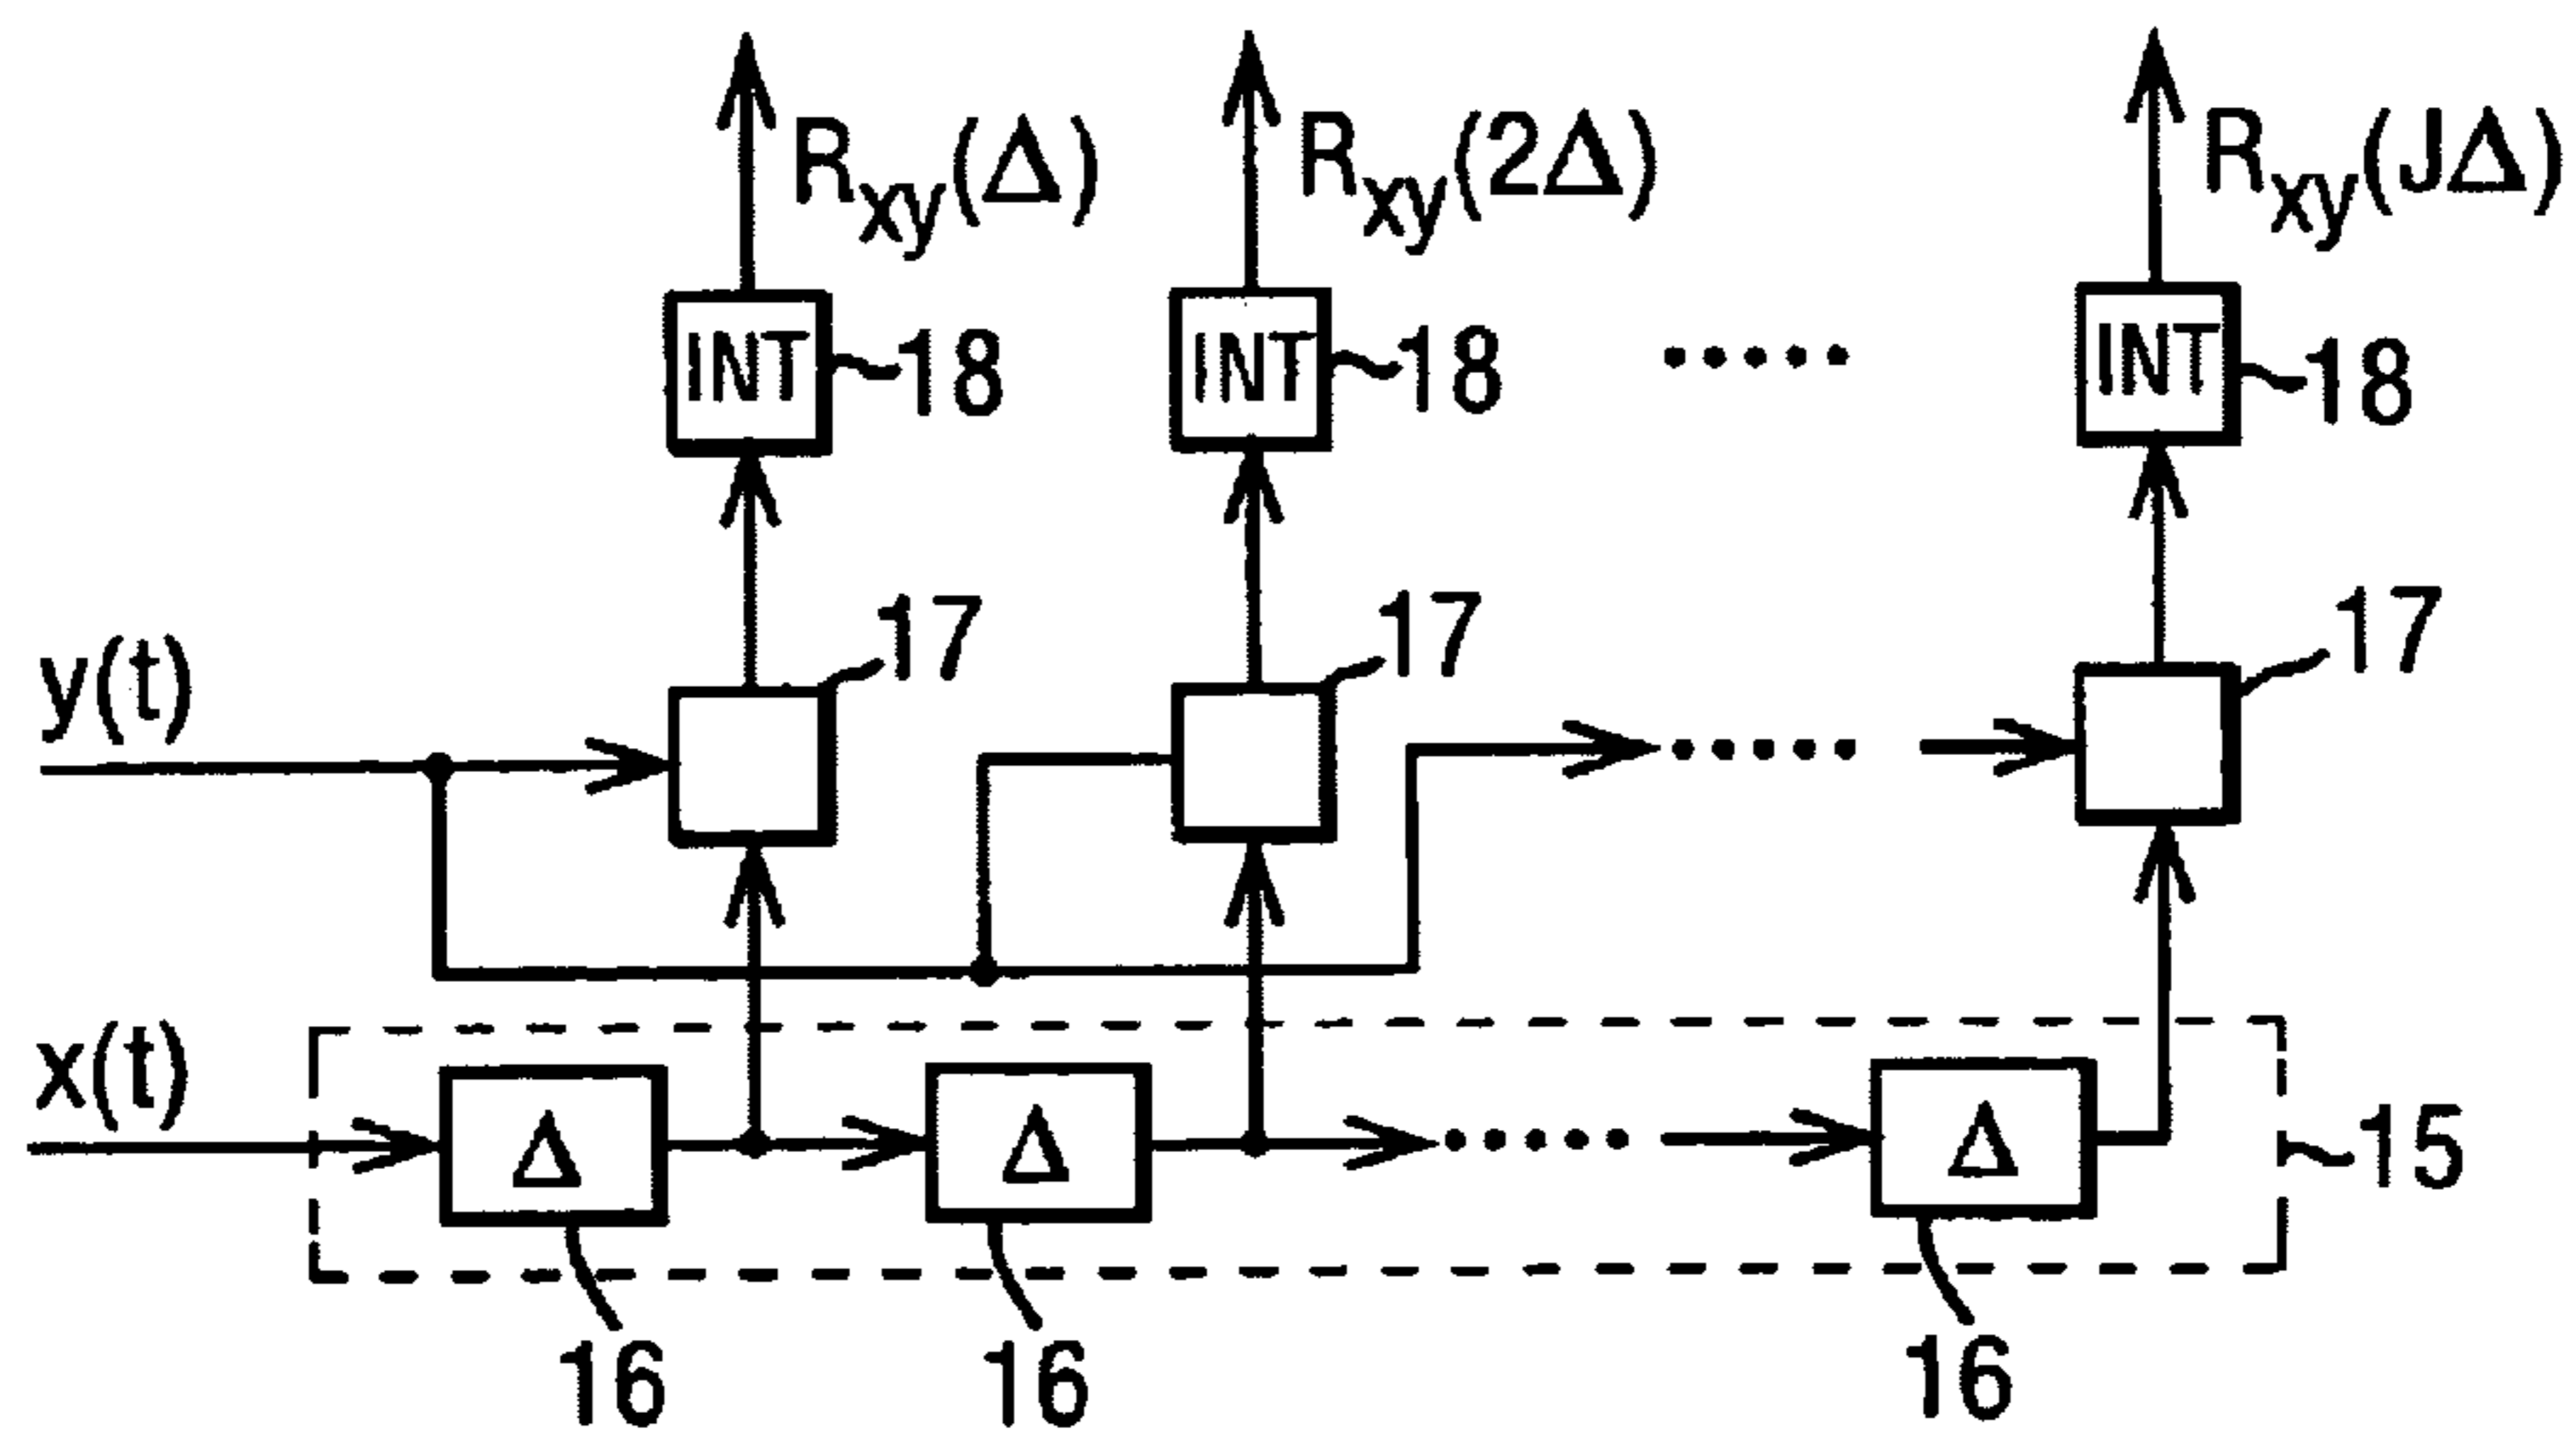 Rxy(Δ) Rxy(2Δ) Rxy(JΔ)
INT 18 INT 18 ..... INT 18
17 17 17
y(t) .....
x(t) Δ Δ ..... Δ 15
16 16 16